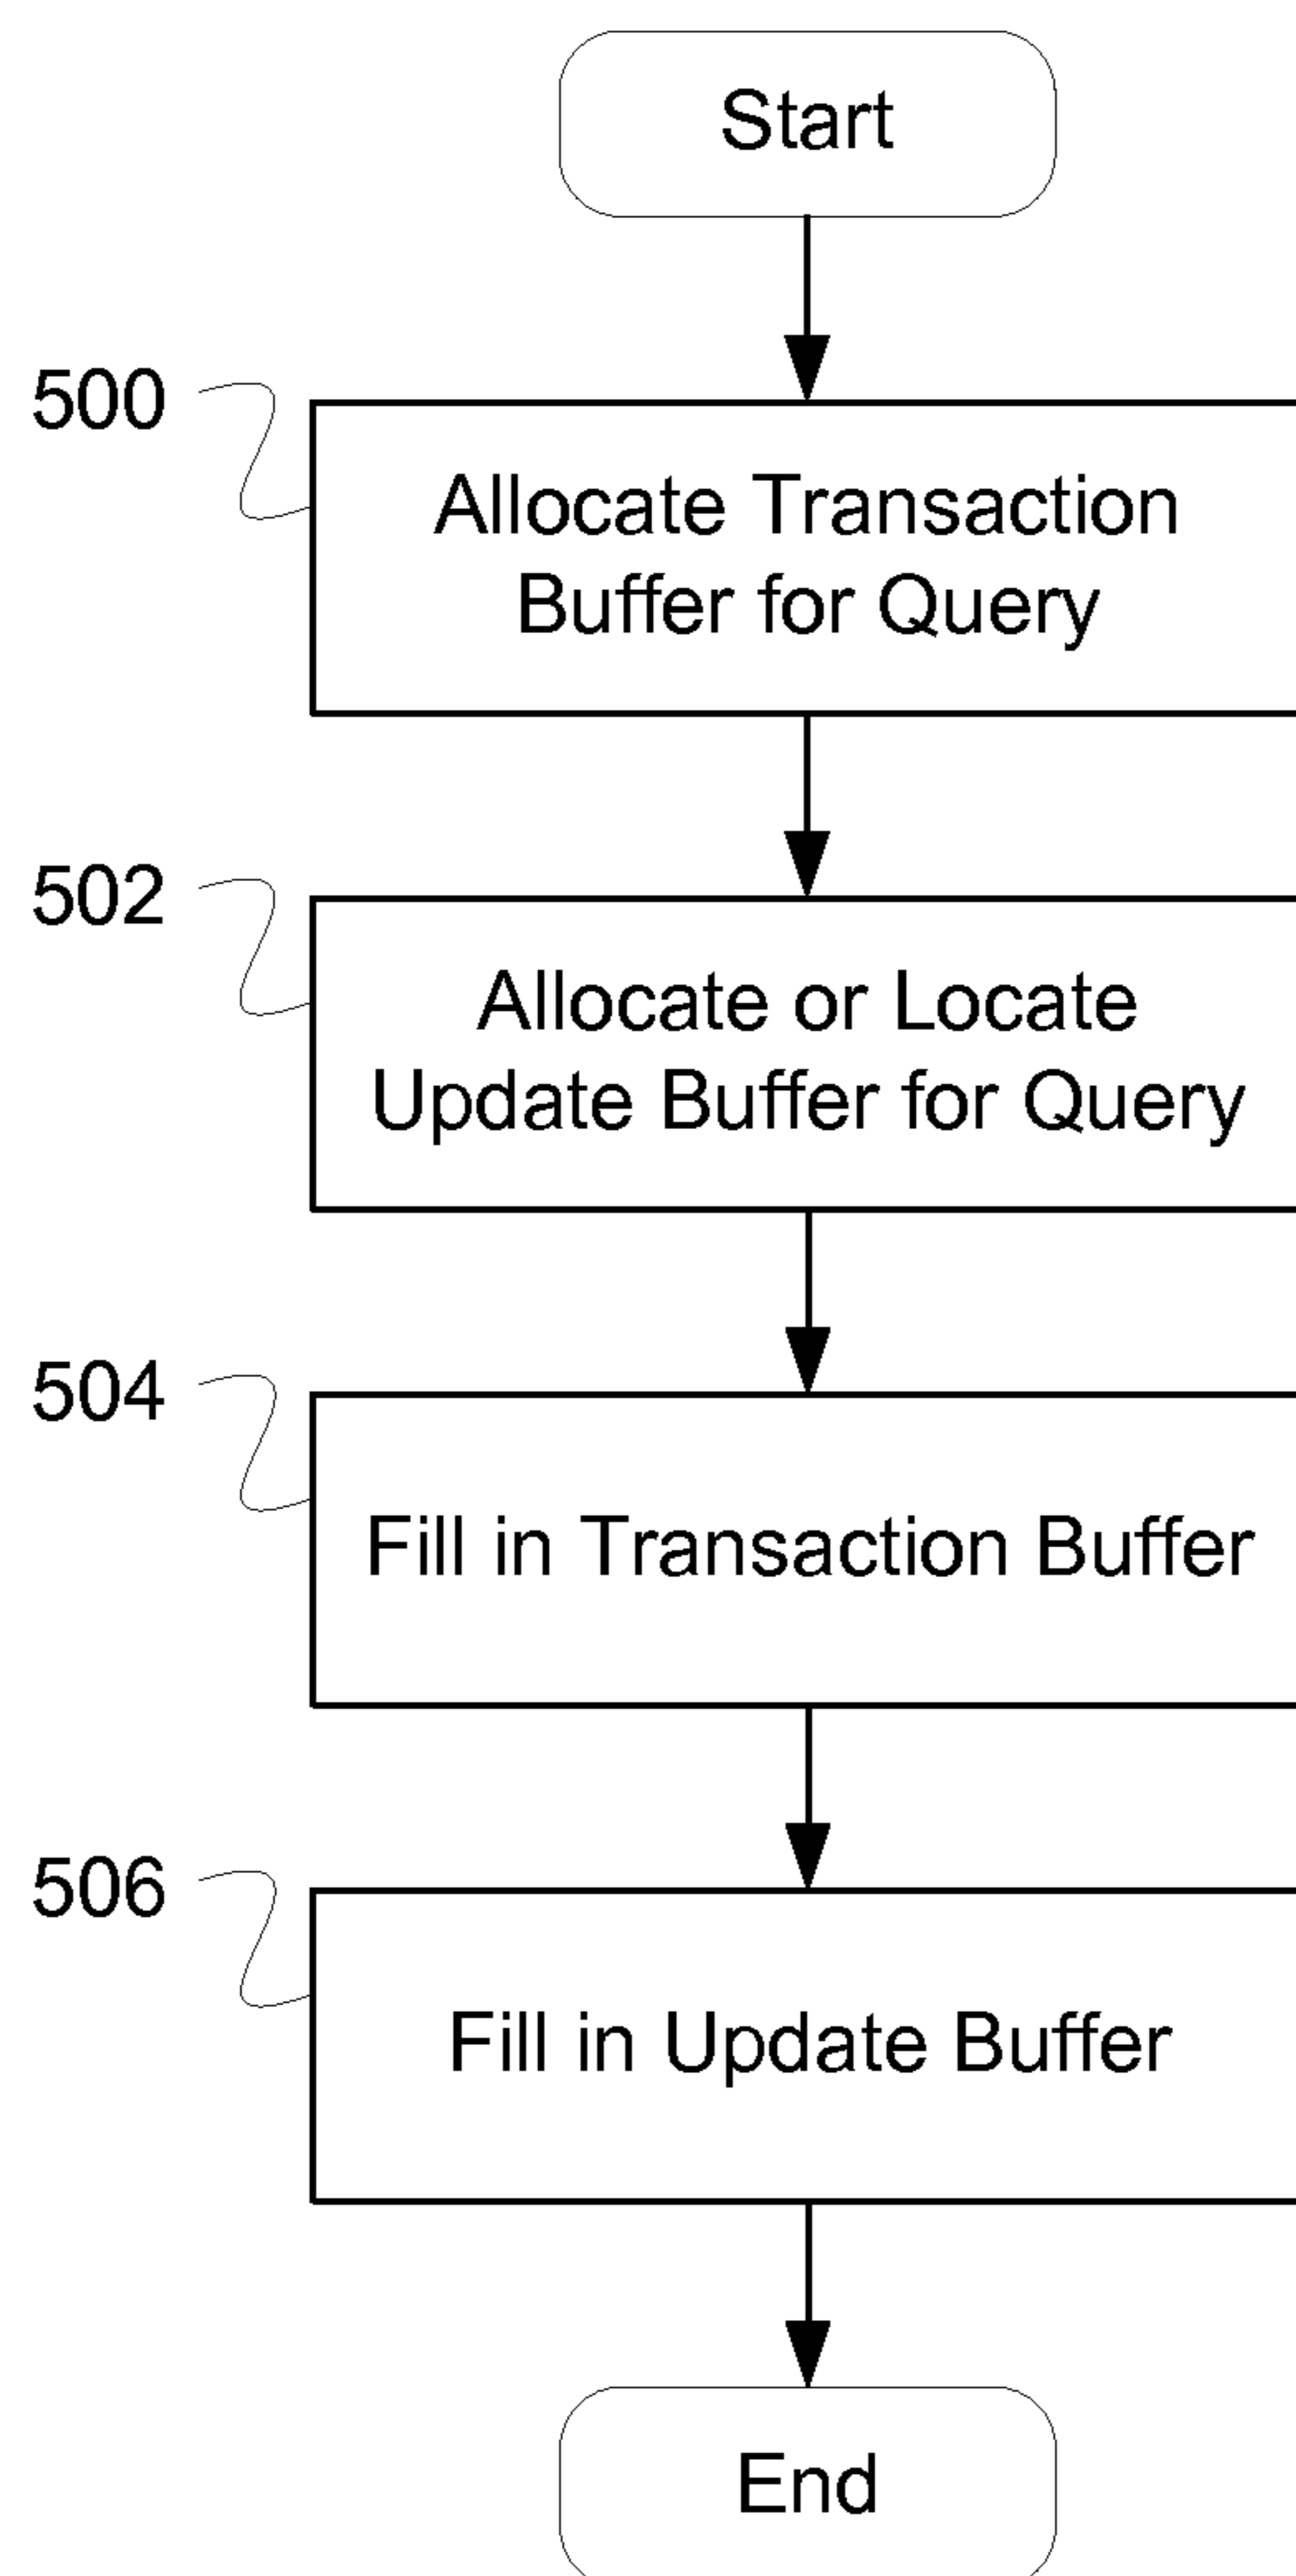 Start
500
Allocate Transaction
Buffer for Query
502
Allocate or Locate
Update Buffer for Query
504
Fill in Transaction Buffer
506
Fill in Update Buffer
End